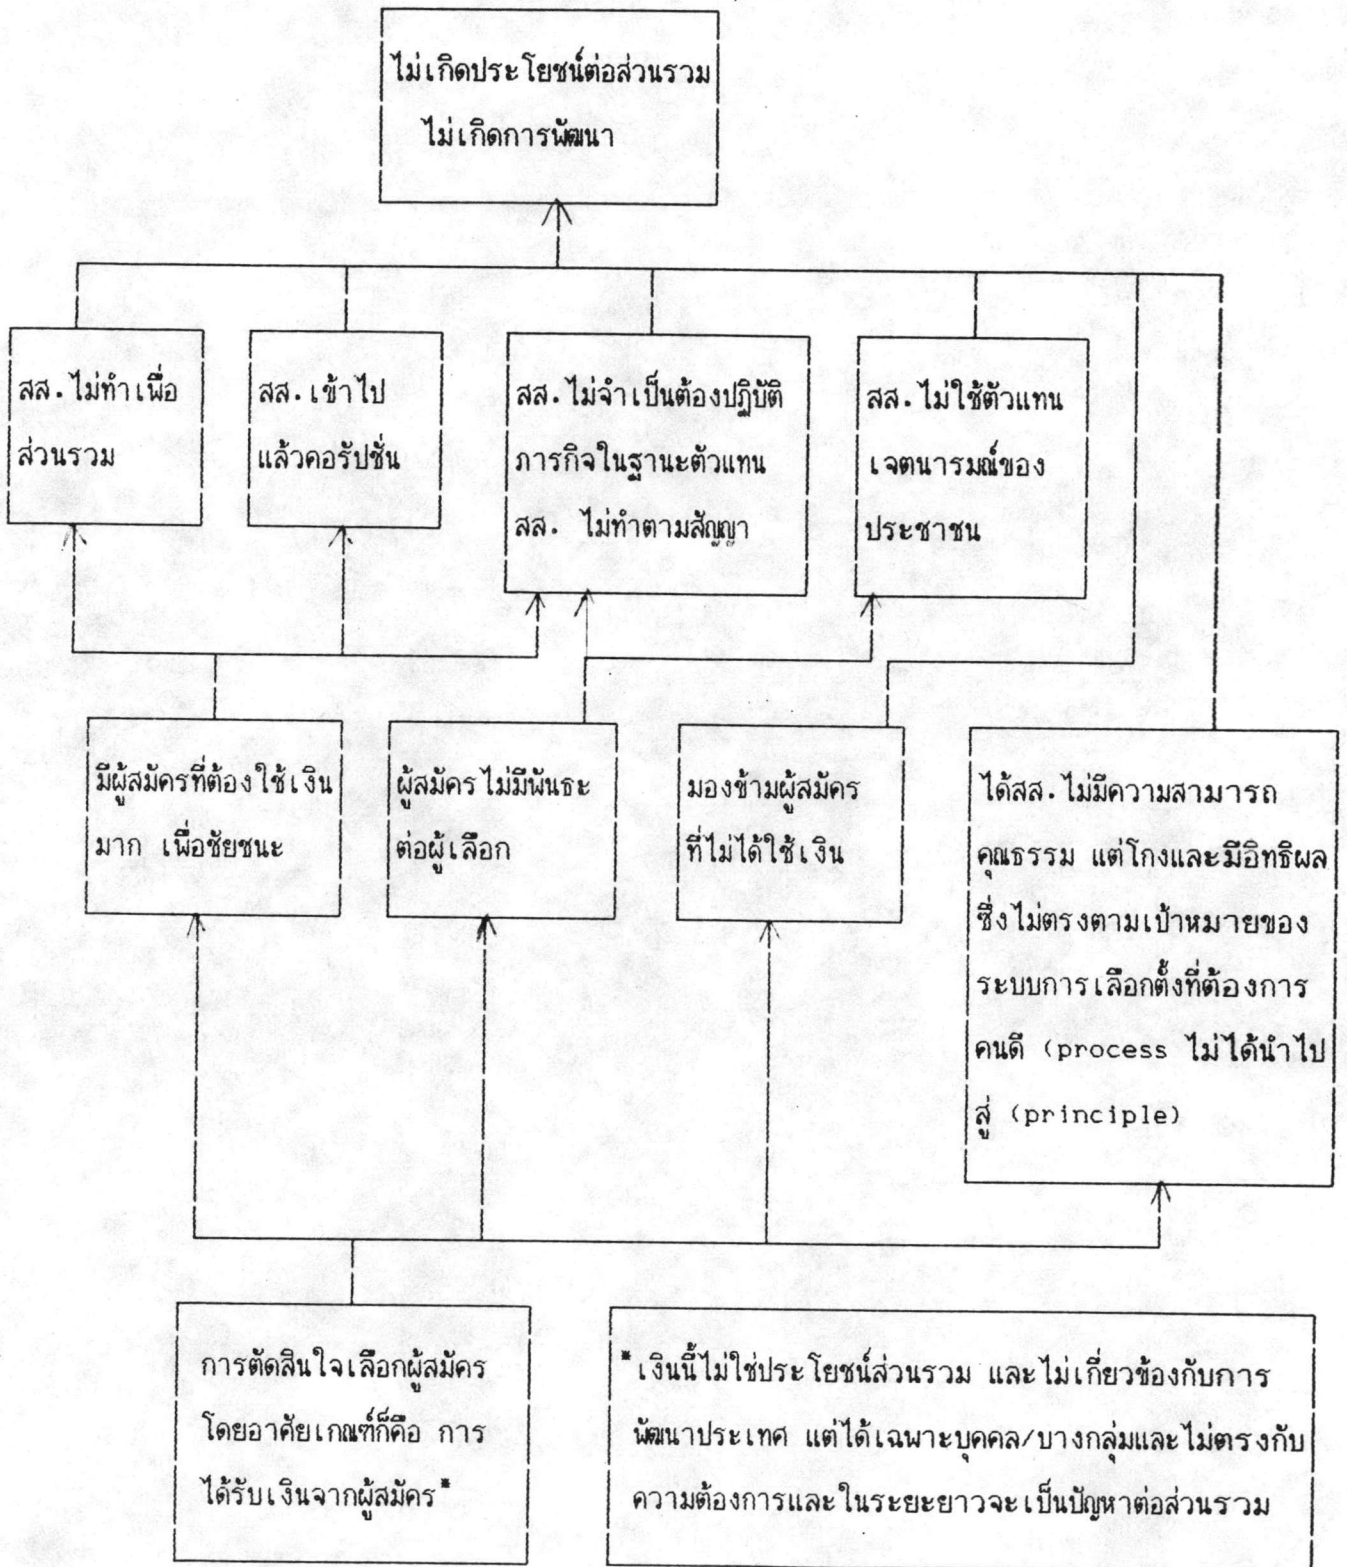 ไม่เกิดประโยชน์ต่อส่วนรวม
ไม่เกิดการพัฒนา
สส.ไม่ทำเพื่อ
ส่วนรวม
สส.เข้าไป
แล้วคอรัปชั่น
สส.ไม่จำเป็นต้องปฏิบัติ
ภารกิจในฐานะตัวแทน
สส. ไม่ทำตามสัญญา
สส.ไม่ใช้ตัวแทน
เจตนารมณ์ของ
ประชาชน
มีผู้สมัครที่ต้องใช้เงิน
มาก เพื่อชัยชนะ
ผู้สมัครไม่มีพันธะ
ต่อผู้เลือก
มองข้ามผู้สมัคร
ที่ไม่ได้ใช้เงิน
ได้สส.ไม่มีความสามารถ
คุณธรรม แต่โกงและมีอิทธิผล
ซึ่งไม่ตรงตามเป้าหมายของ
ระบบการเลือกตั้งที่ต้องการ
คนดี (process ไม่ได้นำไป
สู่ (principle)
การตัดสินใจเลือกผู้สมัคร
โดยอาศัยเกณฑ์ก็คือ การ
ได้รับเงินจากผู้สมัคร*
*เงินนี้ไม่ใช่ประโยชน์ส่วนรวม และไม่เกี่ยวข้องกับการ
พัฒนาประเทศ แต่ได้เฉพาะบุคคล/บางกลุ่มและไม่ตรงกับ
ความต้องการและในระยะยาวจะเป็นปัญหาต่อส่วนรวม